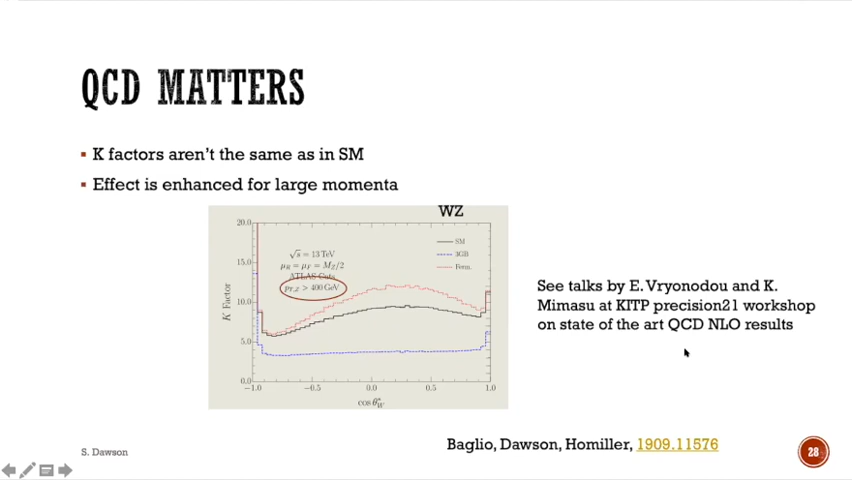 QCD MATTERS
K factors aren't the same as in SM
Effect is enhanced for large momenta
WZ
20.0
15.0
10.0
5.0
0.0
K Factor
√s = 13 TeV
μR = μF = MZ/2
ATLAS Cuts
pT,Z > 400 GeV
SM
3GB
Ferm.
−1.0
−0.5
0.0
0.5
1.0
cos θ*W
See talks by E. Vryonodou and K.
Mimasu at KITP precision21 workshop
on state of the art QCD NLO results
Baglio, Dawson, Homiller, 1909.11576
S. Dawson
28